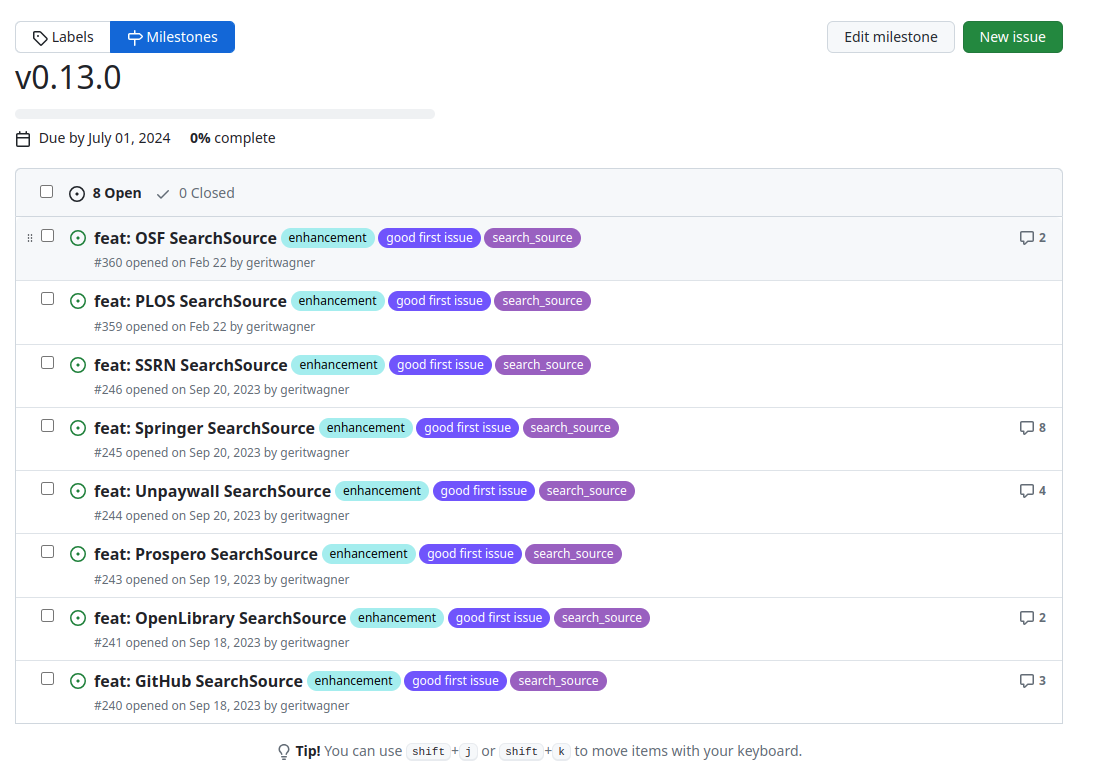 Labels Milestones Edit milestone New issue
v0.13.0
Due by July 01, 2024 0% complete
8 Open 0 Closed
feat: OSF SearchSource enhancement good first issue search_source 2
#360 opened on Feb 22 by geritwagner
feat: PLOS SearchSource enhancement good first issue search_source
#359 opened on Feb 22 by geritwagner
feat: SSRN SearchSource enhancement good first issue search_source
#246 opened on Sep 20, 2023 by geritwagner
feat: Springer SearchSource enhancement good first issue search_source 8
#245 opened on Sep 20, 2023 by geritwagner
feat: Unpaywall SearchSource enhancement good first issue search_source 4
#244 opened on Sep 20, 2023 by geritwagner
feat: Prospero SearchSource enhancement good first issue search_source
#243 opened on Sep 19, 2023 by geritwagner
feat: OpenLibrary SearchSource enhancement good first issue search_source 2
#241 opened on Sep 18, 2023 by geritwagner
feat: GitHub SearchSource enhancement good first issue search_source 3
#240 opened on Sep 18, 2023 by geritwagner
Tip! You can use shift+j or shift+k to move items with your keyboard.